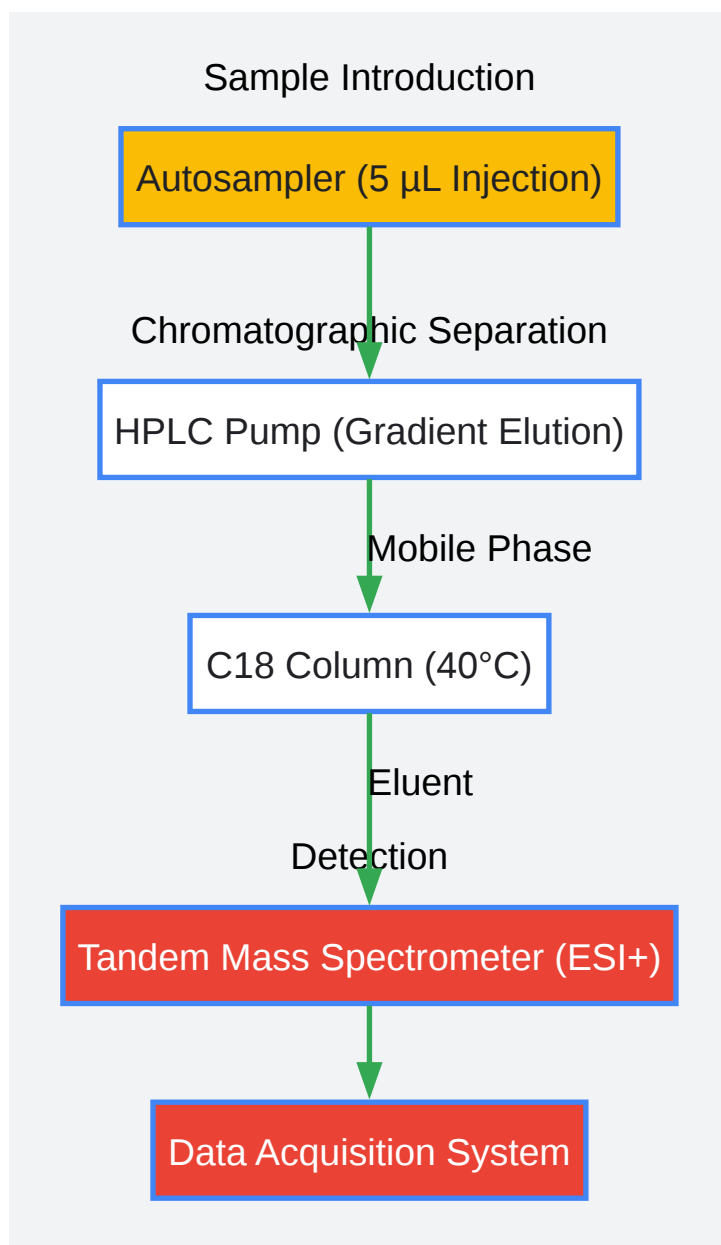 Sample Introduction
Autosampler (5 µL Injection)
Chromatographic Separation
HPLC Pump (Gradient Elution)
Mobile Phase
C18 Column (40°C)
Eluent
Detection
Tandem Mass Spectrometer (ESI+)
Data Acquisition System